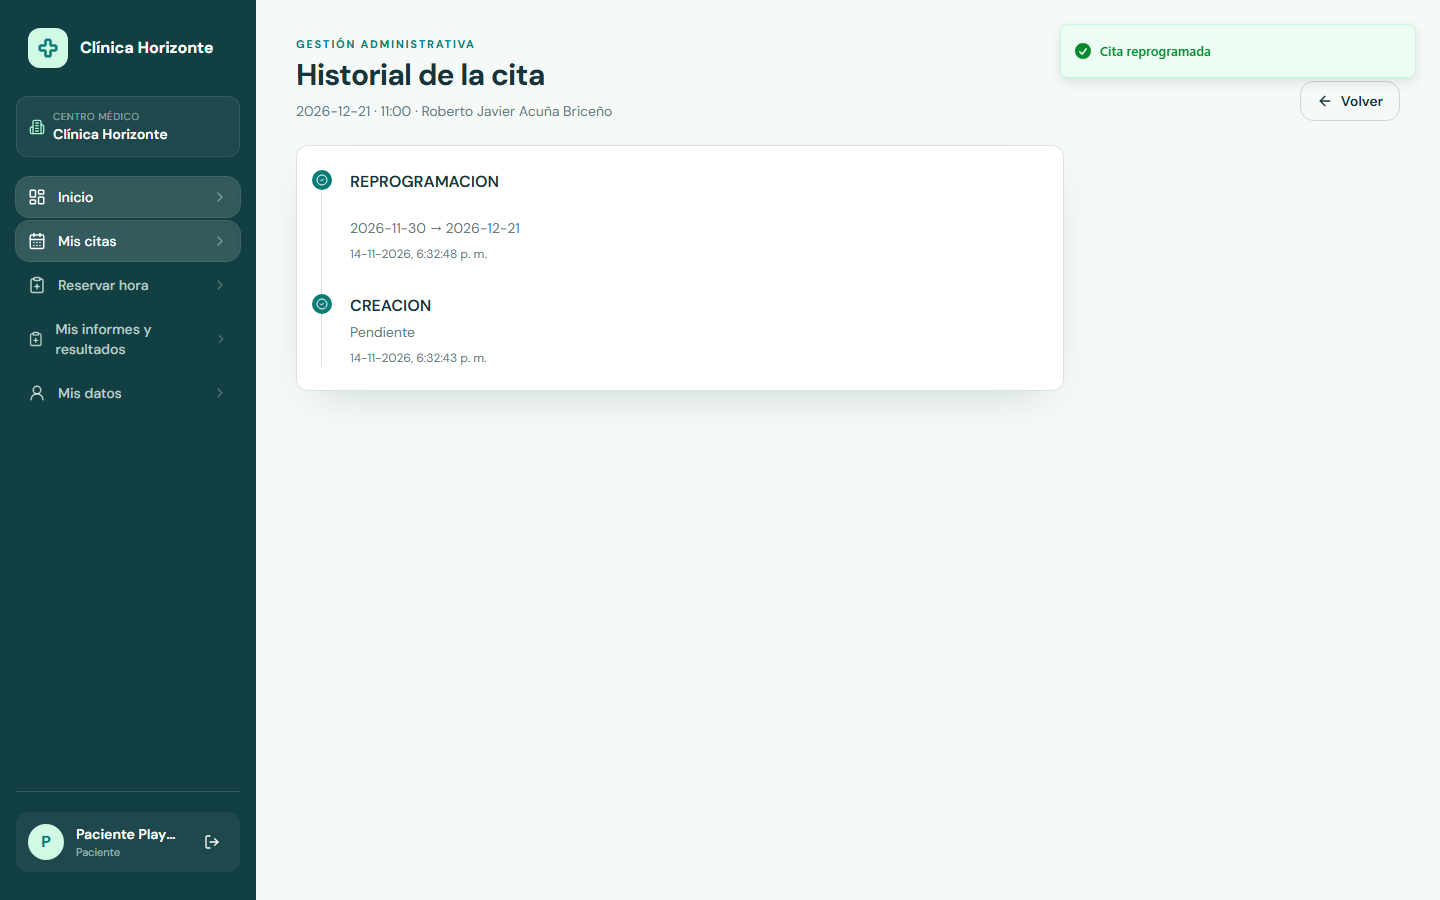 Clínica Horizonte
CENTRO MÉDICO
Clínica Horizonte
Inicio
Mis citas
Reservar hora
Mis informes y
resultados
Mis datos
P
Paciente Play...
Paciente
GESTIÓN ADMINISTRATIVA
Historial de la cita
2026-12-21 · 11:00 · Roberto Javier Acuña Briceño
Cita reprogramada
Volver
REPROGRAMACION
2026-11-30 → 2026-12-21
14-11-2026, 6:32:48 p. m.
CREACION
Pendiente
14-11-2026, 6:32:43 p. m.